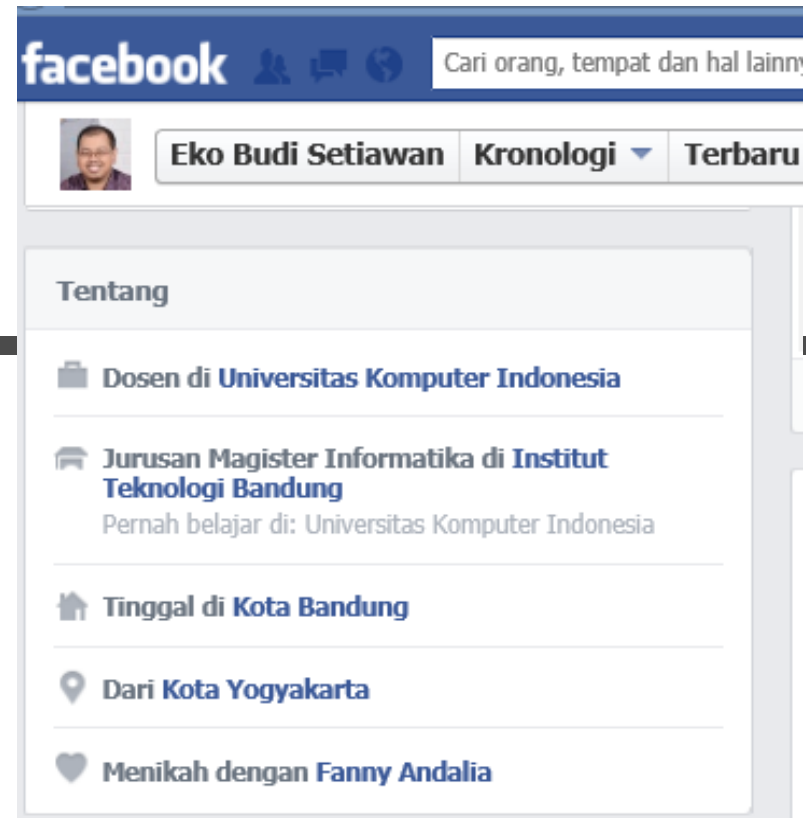 facebook
Cari orang, tempat dan hal lainny
Eko Budi Setiawan Kronologi Terbaru
Tentang
Dosen di Universitas Komputer Indonesia
Jurusan Magister Informatika di Institut
Teknologi Bandung
Pernah belajar di: Universitas Komputer Indonesia
Tinggal di Kota Bandung
Dari Kota Yogyakarta
Menikah dengan Fanny Andalia